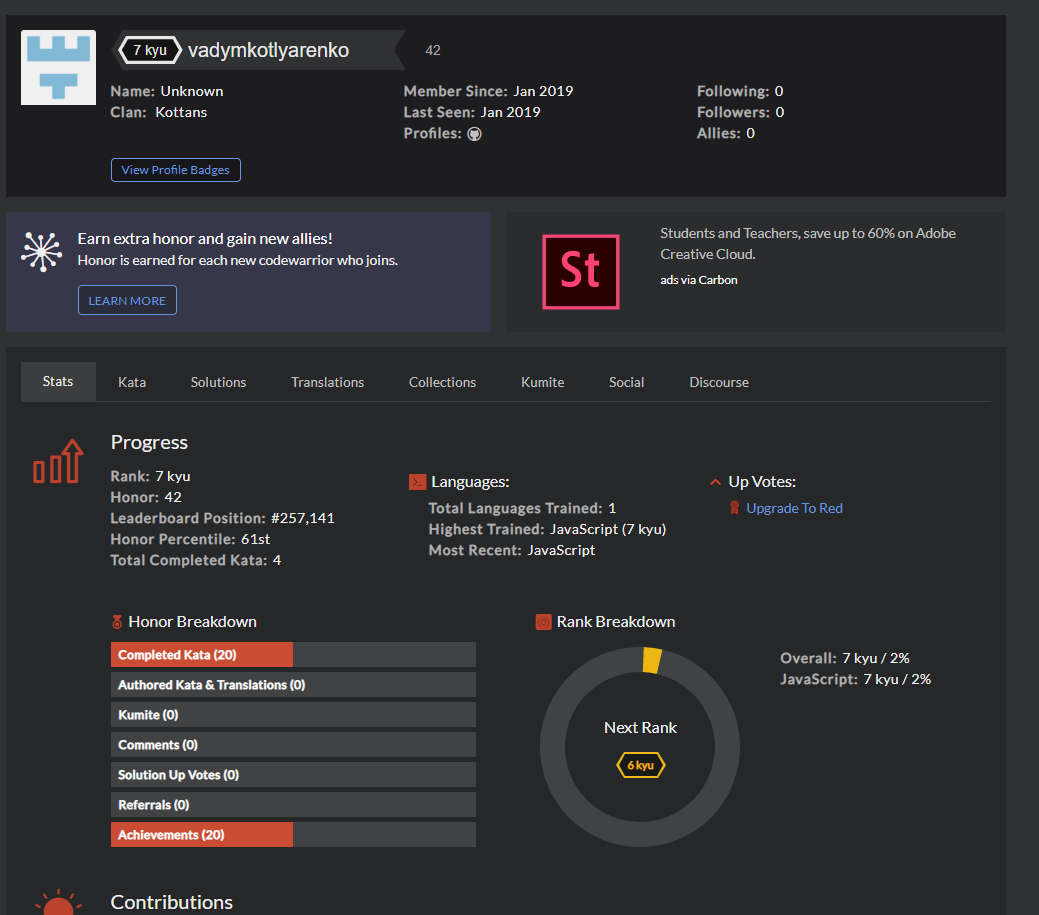 7 kyu vadymkotlyarenko 42
Name: Unknown
Clan: Kottans
Member Since: Jan 2019
Last Seen: Jan 2019
Profiles:
Following: 0
Followers: 0
Allies: 0
View Profile Badges
Earn extra honor and gain new allies!
Honor is earned for each new codewarrior who joins.
LEARN MORE
St
Students and Teachers, save up to 60% on Adobe
Creative Cloud.
ads via Carbon
Stats Kata Solutions Translations Collections Kumite Social Discourse
Progress
Rank: 7 kyu
Honor: 42
Leaderboard Position: #257,141
Honor Percentile: 61st
Total Completed Kata: 4
Languages:
Total Languages Trained: 1
Highest Trained: JavaScript (7 kyu)
Most Recent: JavaScript
Up Votes:
Upgrade To Red
Honor Breakdown
Completed Kata (20)
Authored Kata & Translations (0)
Kumite (0)
Comments (0)
Solution Up Votes (0)
Referrals (0)
Achievements (20)
Rank Breakdown
Next Rank
6 kyu
Overall: 7 kyu / 2%
JavaScript: 7 kyu / 2%
Contributions